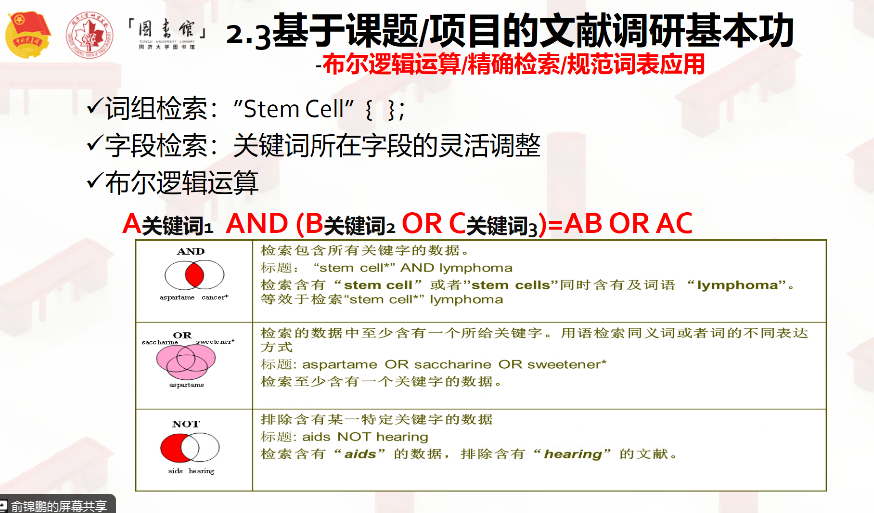 「图书馆」
同济大学图书馆
2.3基于课题/项目的文献调研基本功
-布尔逻辑运算/精确检索/规范词表应用
✓词组检索："Stem Cell" { };
✓字段检索：关键词所在字段的灵活调整
✓布尔逻辑运算
A关键词1 AND (B关键词2 OR C关键词3)=AB OR AC
AND
aspartame cancer*
检索包含所有关键字的数据。
标题： “stem cell*” AND lymphoma
检索含有“stem cell”或者”stem cells”同时含有及词语 “lymphoma”。
等效于检索“stem cell*” lymphoma
OR
saccharine sweetener*
aspartame
检索的数据中至少含有一个所给关键字。用语检索同义词或者词的不同表达
方式
标题: aspartame OR saccharine OR sweetener*
检索至少含有一个关键字的数据。
NOT
aids hearing
排除含有某一特定关键字的数据
标题: aids NOT hearing
检索含有“aids”的数据，排除含有“hearing”的文献。
俞锦鹏的屏幕共享